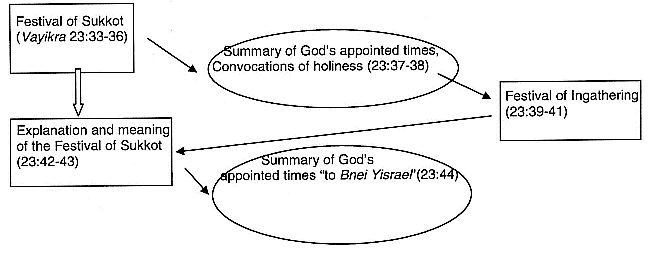 Festival of Sukkot
(Vayikra 23:33-36)
Summary of God's appointed times,
Convocations of holiness (23:37-38)
Festival of Ingathering
(23:39-41)
Explanation and meaning
of the Festival of Sukkot
(23:42-43)
Summary of God's
appointed times "to Bnei Yisrael"(23:44)